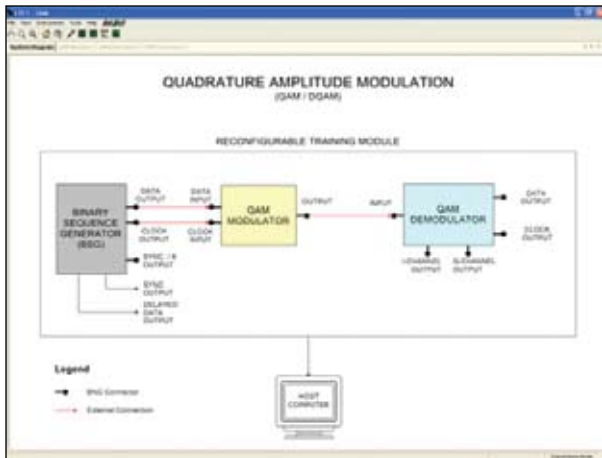 QUADRATURE AMPLITUDE MODULATION
(QAM / DQAM)
RECONFIGURABLE TRAINING MODULE
BINARY
SEQUENCE
GENERATOR
(BSG)
DATA
OUTPUT
DATA
INPUT
CLOCK
OUTPUT
CLOCK
INPUT
SYNC / 8
OUTPUT
SYNC
OUTPUT
DELAYED
DATA
OUTPUT
QAM
MODULATOR
OUTPUT
INPUT
QAM
DEMODULATOR
DATA
OUTPUT
CLOCK
OUTPUT
I-CHANNEL
OUTPUT
Q-CHANNEL
OUTPUT
Legend
BNC Connector
External Connection
HOST
COMPUTER